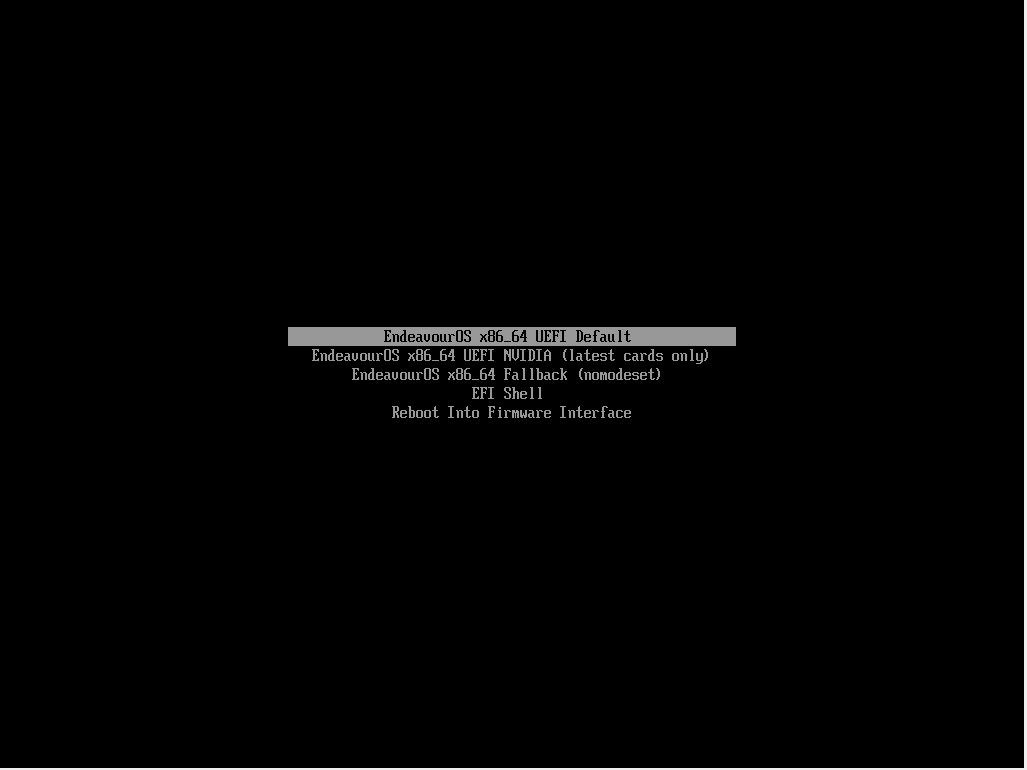 EndeavourOS x86_64 UEFI Default
EndeavourOS x86_64 UEFI NVIDIA (latest cards only)
EndeavourOS x86_64 Fallback (nomodeset)
EFI Shell
Reboot Into Firmware Interface